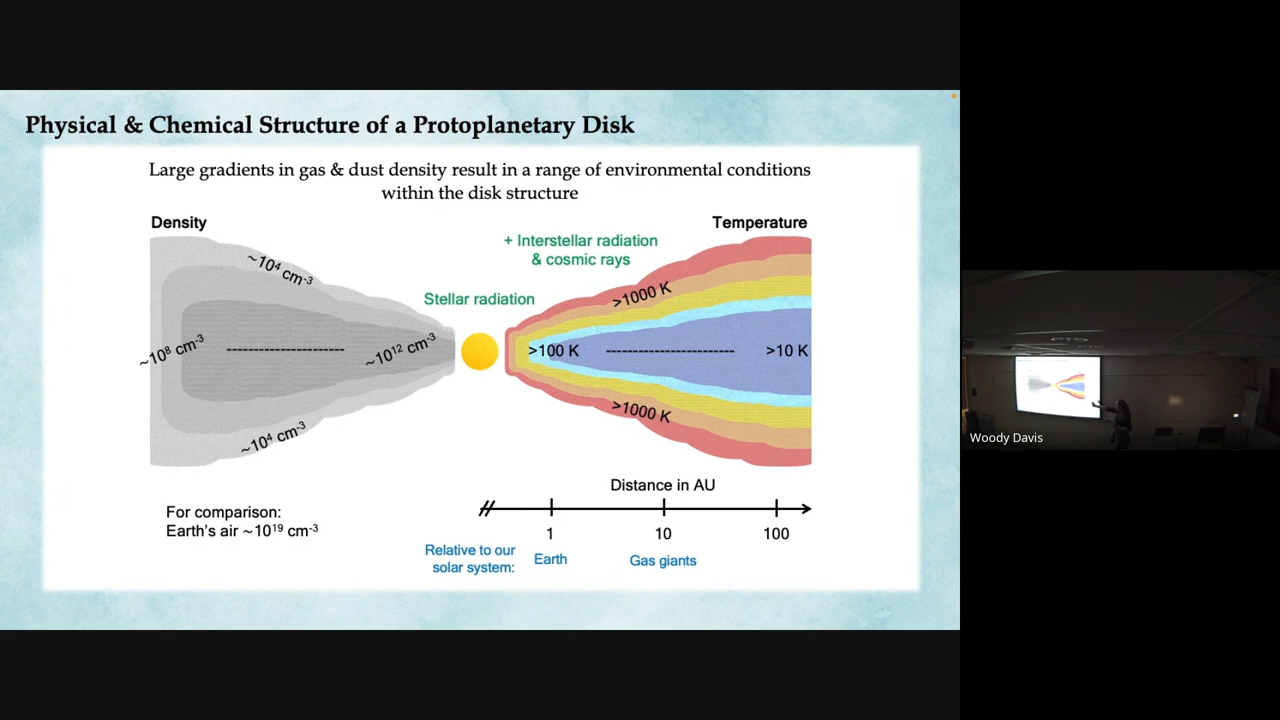 Physical & Chemical Structure of a Protoplanetary Disk
Large gradients in gas & dust density result in a range of environmental conditions
within the disk structure
Density
Temperature
+ Interstellar radiation
& cosmic rays
Stellar radiation
~10⁴ cm⁻³
~10⁸ cm⁻³
~10¹² cm⁻³
~10⁴ cm⁻³
>1000 K
>100 K
>10 K
>1000 K
For comparison:
Earth's air ~10¹⁹ cm⁻³
Distance in AU
1 10 100
Relative to our
solar system:
Earth
Gas giants
Woody Davis